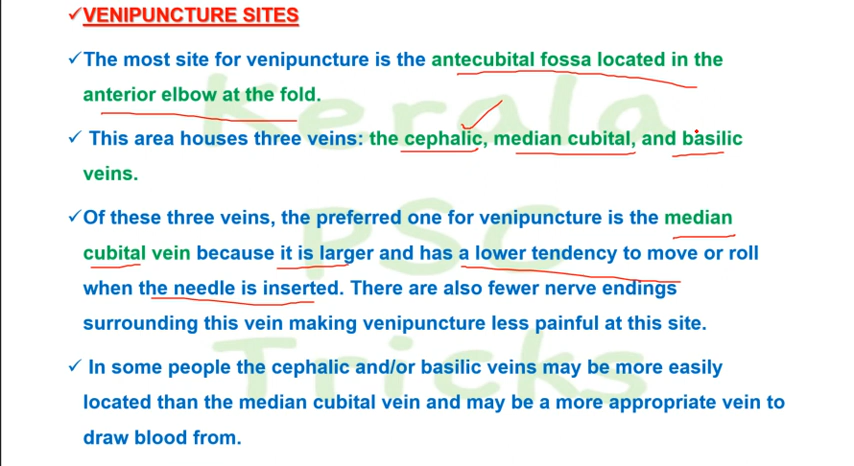 ✓VENIPUNCTURE SITES
✓The most site for venipuncture is the antecubital fossa located in the
anterior elbow at the fold.
✓ This area houses three veins: the cephalic, median cubital, and basilic
veins.
✓Of these three veins, the preferred one for venipuncture is the median
cubital vein because it is larger and has a lower tendency to move or roll
when the needle is inserted. There are also fewer nerve endings
surrounding this vein making venipuncture less painful at this site.
✓ In some people the cephalic and/or basilic veins may be more easily
located than the median cubital vein and may be a more appropriate vein to
draw blood from.
Kerala
PSC
Tricks